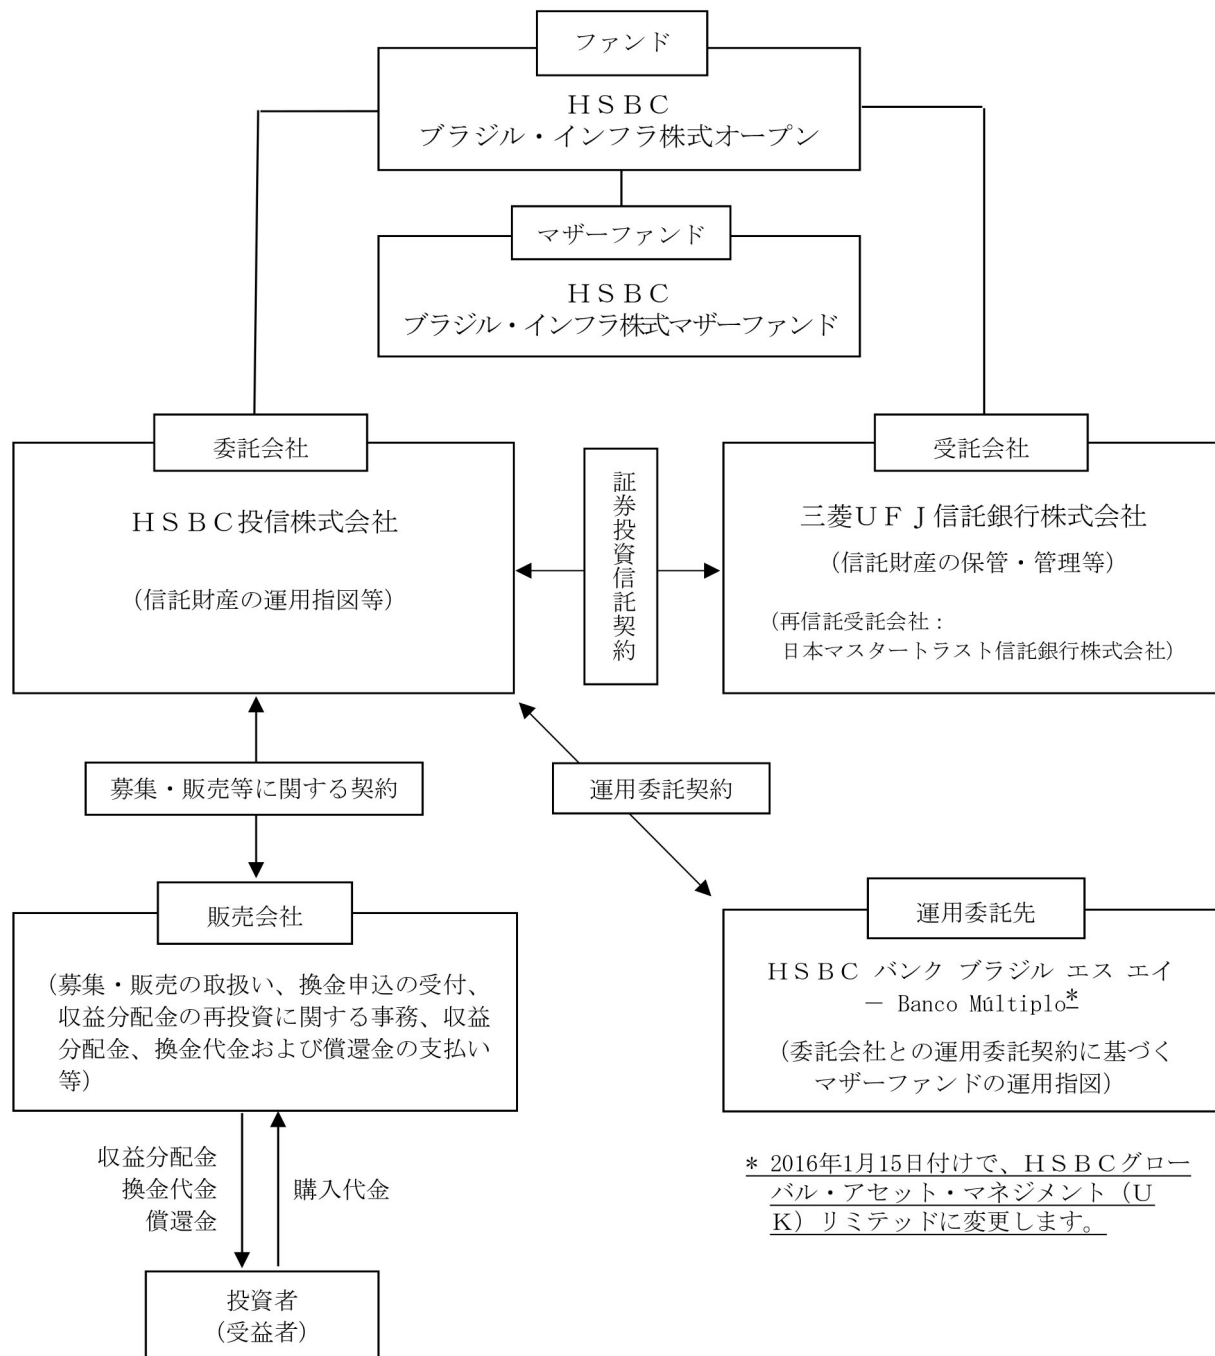 ファンド
ＨＳＢＣ
ブラジル・インフラ株式オープン
マザーファンド
ＨＳＢＣ
ブラジル・インフラ株式マザーファンド
委託会社
ＨＳＢＣ投信株式会社
（信託財産の運用指図等）
証券投資信託契約
受託会社
三菱ＵＦＪ信託銀行株式会社
（信託財産の保管・管理等）
（再信託受託会社：
日本マスタートラスト信託銀行株式会社）
募集・販売等に関する契約
運用委託契約
販売会社
（募集・販売の取扱い、換金申込の受付、
収益分配金の再投資に関する事務、収益
分配金、換金代金および償還金の支払い
等）
運用委託先
ＨＳＢＣ バンク ブラジル エス エイ
－ Banco Múltiplo*
（委託会社との運用委託契約に基づく
マザーファンドの運用指図）
収益分配金
換金代金
償還金
購入代金
* 2016年1月15日付けで、ＨＳＢＣグロー
バル・アセット・マネジメント（Ｕ
Ｋ）リミテッドに変更します。
投資者
（受益者）